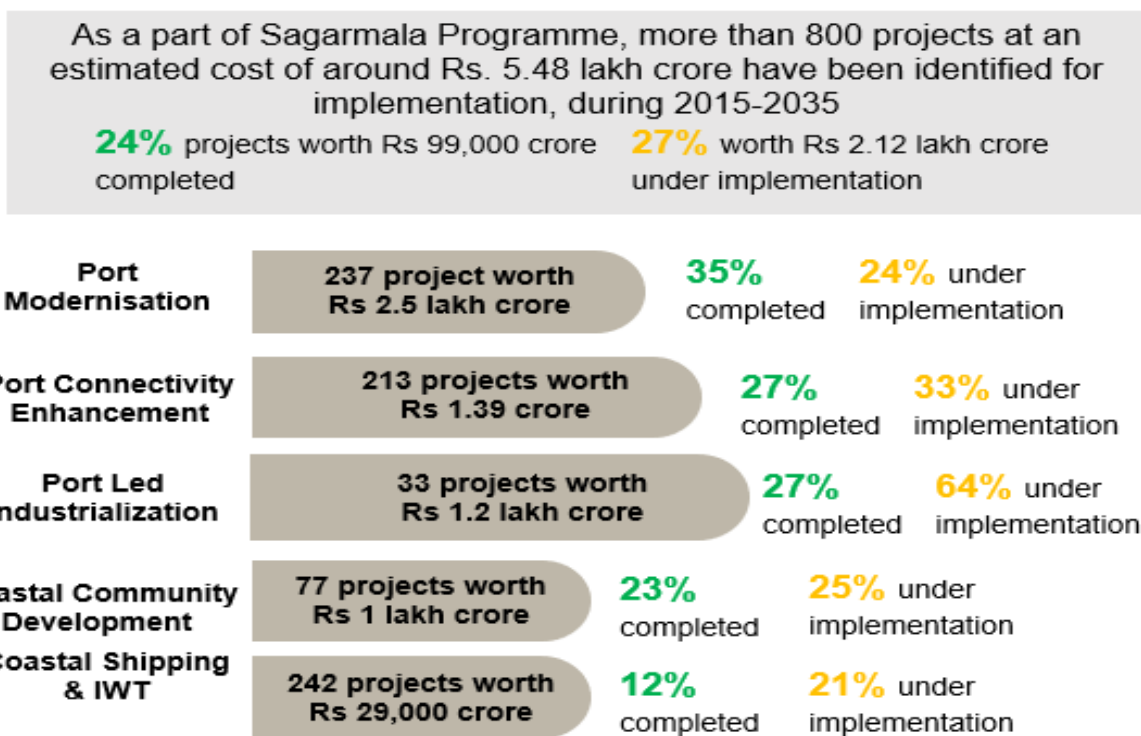 As a part of Sagarmala Programme, more than 800 projects at an
estimated cost of around Rs. 5.48 lakh crore have been identified for
implementation, during 2015-2035
24% projects worth Rs 99,000 crore
completed
27% worth Rs 2.12 lakh crore
under implementation
Port
Modernisation
237 project worth
Rs 2.5 lakh crore
35%
completed
24% under
implementation
Port Connectivity
Enhancement
213 projects worth
Rs 1.39 crore
27%
completed
33% under
implementation
Port Led
ndustrialization
33 projects worth
Rs 1.2 lakh crore
27%
completed
64% under
implementation
astal Community
Development
77 projects worth
Rs 1 lakh crore
23%
completed
25% under
implementation
Coastal Shipping
& IWT
242 projects worth
Rs 29,000 crore
12%
completed
21% under
implementation